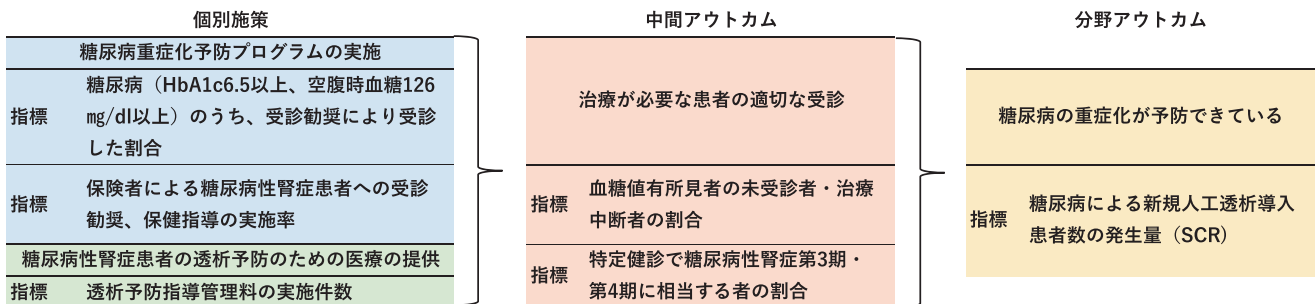 個別施策
糖尿病重症化予防プログラムの実施
指標
糖尿病（HbA1c6.5以上、空腹時血糖126
㎎/dl以上）のうち、受診勧奨により受診
した割合
指標
保険者による糖尿病性腎症患者への受診
勧奨、保健指導の実施率
糖尿病性腎症患者の透析予防のための医療の提供
指標
透析予防指導管理料の実施件数
中間アウトカム
治療が必要な患者の適切な受診
指標
血糖値有所見者の未受診者・治療
中断者の割合
指標
特定健診で糖尿病性腎症第3期・
第4期に相当する者の割合
分野アウトカム
糖尿病の重症化が予防できている
指標
糖尿病による新規人工透析導入
患者数の発生量（SCR）